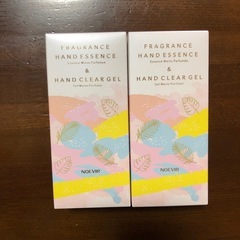 FRAGRANCE
HAND ESSENCE
&
HAND CLEAR GEL
NOEVIR
FRAGRANCE
HAND ESSENCE
&
HAND CLEAR GEL
NOEVIR